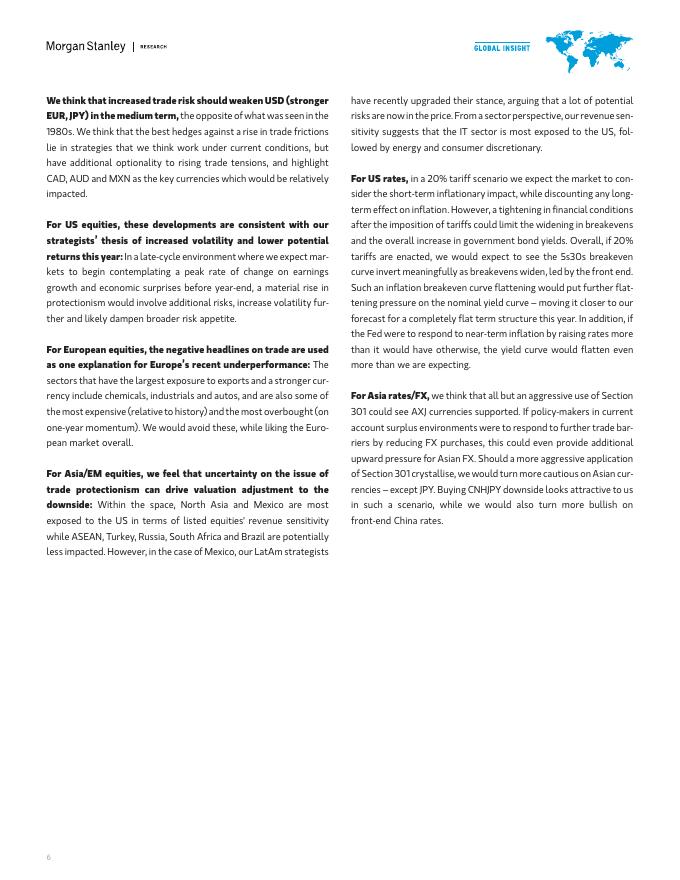 Morgan Stanley | RESEARCH
GLOBAL INSIGHT
We think that increased trade risk should weaken USD (stronger
EUR, JPY) in the medium term, the opposite of what was seen in the
1980s. We think that the best hedges against a rise in trade frictions
lie in strategies that we think work under current conditions, but
have additional optionality to rising trade tensions, and highlight
CAD, AUD and MXN as the key currencies which would be relatively
impacted.
For US equities, these developments are consistent with our
strategists' thesis of increased volatility and lower potential
returns this year: In a late-cycle environment where we expect mar-
kets to begin contemplating a peak rate of change on earnings
growth and economic surprises before year-end, a material rise in
protectionism would involve additional risks, increase volatility fur-
ther and likely dampen broader risk appetite.
For European equities, the negative headlines on trade are used
as one explanation for Europe's recent underperformance: The
sectors that have the largest exposure to exports and a stronger cur-
rency include chemicals, industrials and autos, and are also some of
the most expensive (relative to history) and the most overbought (on
one-year momentum). We would avoid these, while liking the Euro-
pean market overall.
For Asia/EM equities, we feel that uncertainty on the issue of
trade protectionism can drive valuation adjustment to the
downside: Within the space, North Asia and Mexico are most
exposed to the US in terms of listed equities' revenue sensitivity
while ASEAN, Turkey, Russia, South Africa and Brazil are potentially
less impacted. However, in the case of Mexico, our LatAm strategists
have recently upgraded their stance, arguing that a lot of potential
risks are now in the price. From a sector perspective, our revenue sen-
sitivity suggests that the IT sector is most exposed to the US, fol-
lowed by energy and consumer discretionary.
For US rates, in a 20% tariff scenario we expect the market to con-
sider the short-term inflationary impact, while discounting any long-
term effect on inflation. However, a tightening in financial conditions
after the imposition of tariffs could limit the widening in breakevens
and the overall increase in government bond yields. Overall, if 20%
tariffs are enacted, we would expect to see the 5s30s breakeven
curve invert meaningfully as breakevens widen, led by the front end.
Such an inflation breakeven curve flattening would put further flat-
tening pressure on the nominal yield curve – moving it closer to our
forecast for a completely flat term structure this year. In addition, if
the Fed were to respond to near-term inflation by raising rates more
than it would have otherwise, the yield curve would flatten even
more than we are expecting.
For Asia rates/FX, we think that all but an aggressive use of Section
301 could see AXJ currencies supported. If policy-makers in current
account surplus environments were to respond to further trade bar-
riers by reducing FX purchases, this could even provide additional
upward pressure for Asian FX. Should a more aggressive application
of Section 301 crystallise, we would turn more cautious on Asian cur-
rencies – except JPY. Buying CNHJPY downside looks attractive to us
in such a scenario, while we would also turn more bullish on
front-end China rates.
6